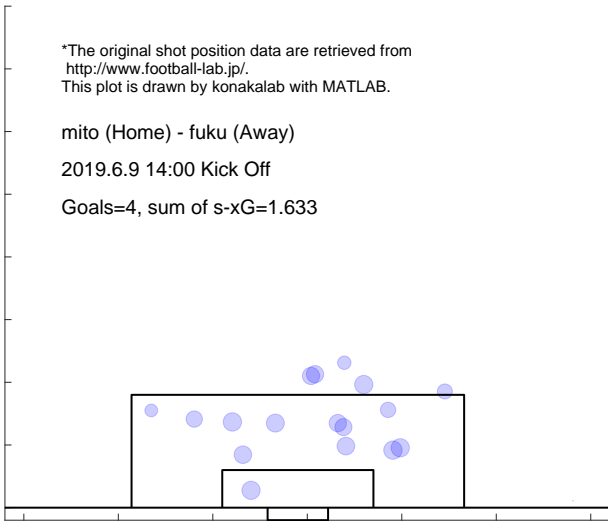 *The original shot position data are retrieved from
http://www.football-lab.jp/.
This plot is drawn by konakalab with MATLAB.
mito (Home) - fuku (Away)
2019.6.9 14:00 Kick Off
Goals=4, sum of s-xG=1.633